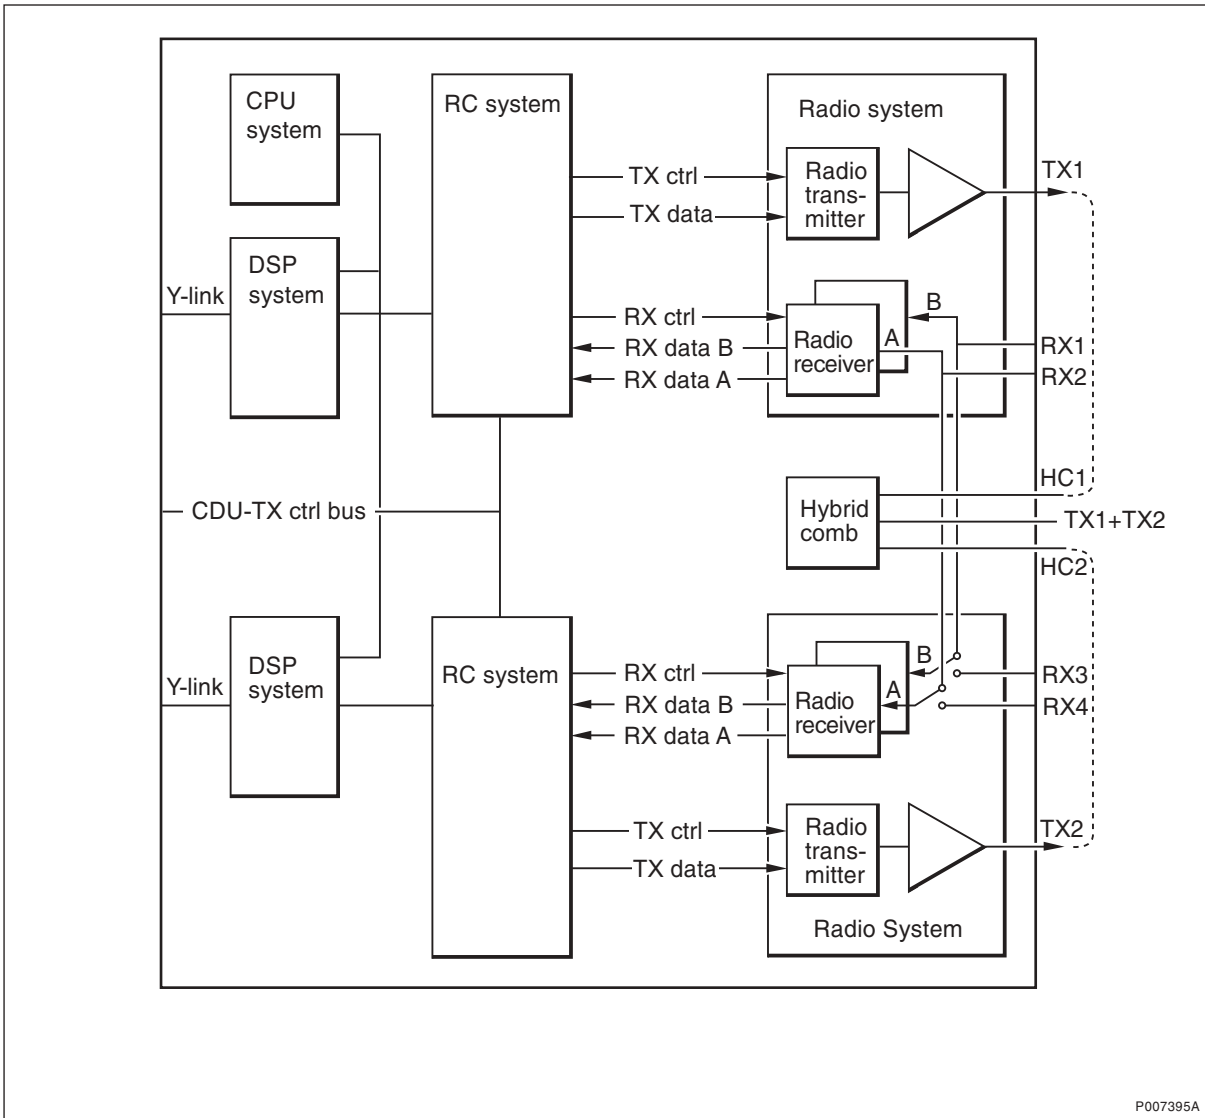 CPU
system
RC system
Radio system
TX ctrl
TX data
Radio
trans-
mitter
TX1
DSP
system
Y-link
RX ctrl
RX data B
RX data A
Radio
receiver
A
B
RX1
RX2
CDU-TX ctrl bus
Hybrid
comb
HC1
TX1+TX2
HC2
DSP
system
Y-link
RC system
RX ctrl
RX data B
RX data A
Radio
receiver
B
A
RX3
RX4
TX ctrl
TX data
Radio
trans-
mitter
TX2
Radio System
P007395A